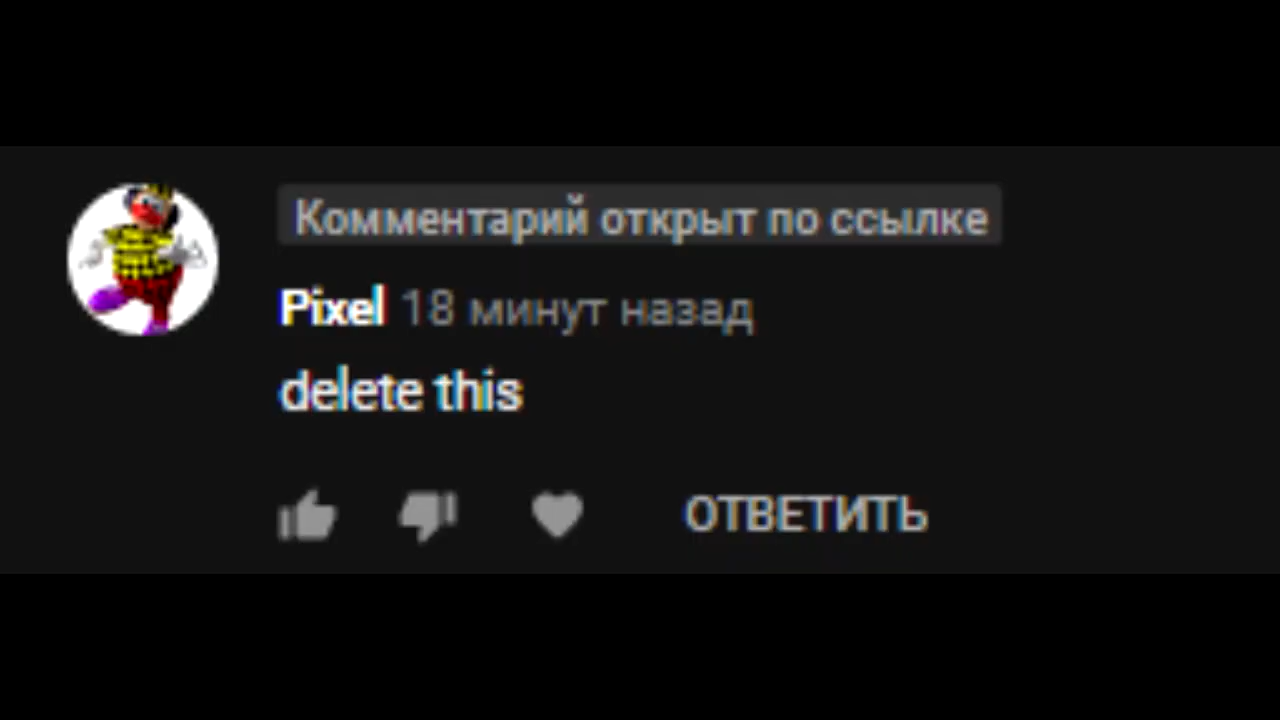 Комментарий открыт по ссылке
Pixel 18 минут назад
delete this
ОТВЕТИТЬ